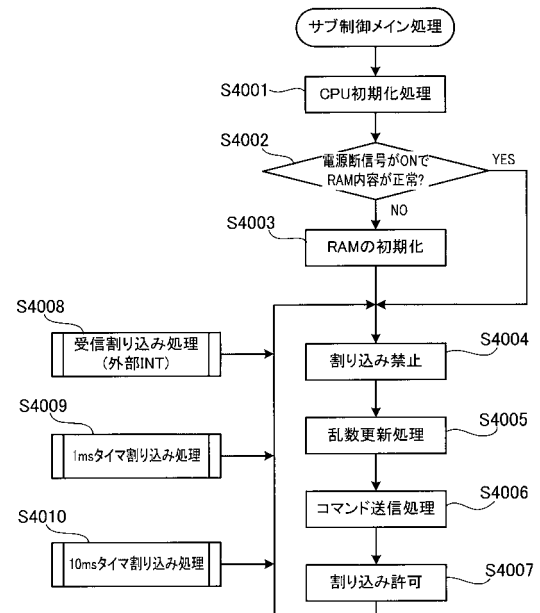 サブ制御メイン処理
S4001
CPU初期化処理
S4002
電源断信号がONで
RAM内容が正常?
YES
NO
S4003
RAMの初期化
S4008
受信割り込み処理
(外部INT)
S4004
割り込み禁止
S4009
1msタイマ割り込み処理
S4005
乱数更新処理
S4006
コマンド送信処理
S4010
10msタイマ割り込み処理
S4007
割り込み許可